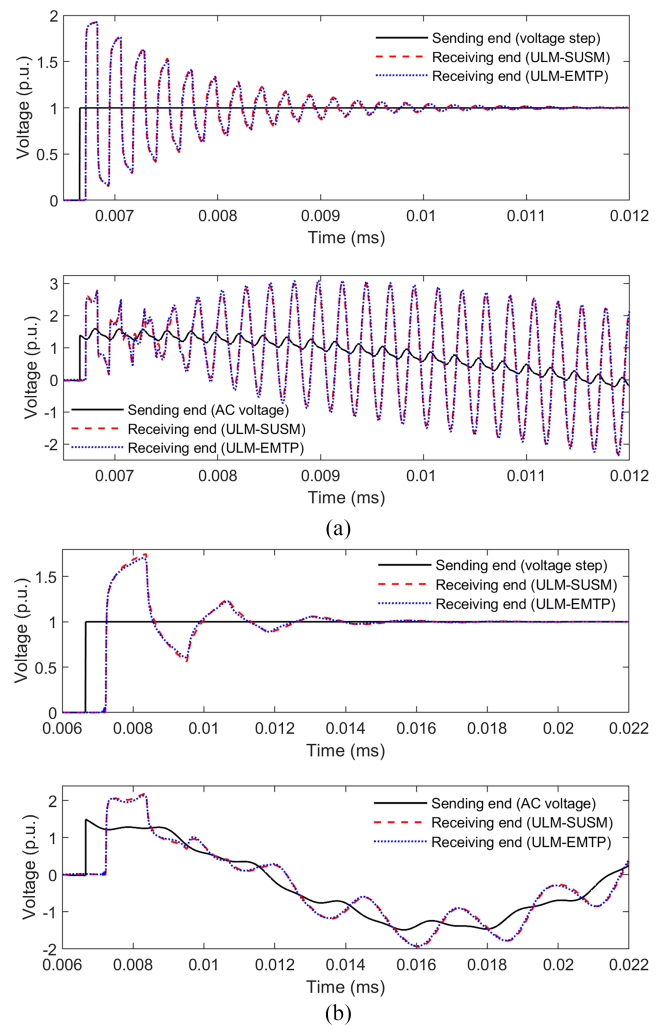 2
1.5
1
0.5
0
Voltage (p.u.)
Sending end (voltage step)
Receiving end (ULM-SUSM)
Receiving end (ULM-EMTP)
0.007 0.008 0.009 0.01 0.011 0.012
Time (ms)
3
2
1
0
-1
-2
Voltage (p.u.)
Sending end (AC voltage)
Receiving end (ULM-SUSM)
Receiving end (ULM-EMTP)
0.007 0.008 0.009 0.01 0.011 0.012
Time (ms)
(a)
1.5
1
0.5
0
Voltage (p.u.)
Sending end (voltage step)
Receiving end (ULM-SUSM)
Receiving end (ULM-EMTP)
0.006 0.008 0.01 0.012 0.014 0.016 0.018 0.02 0.022
Time (ms)
2
1
0
-1
-2
Voltage (p.u.)
Sending end (AC voltage)
Receiving end (ULM-SUSM)
Receiving end (ULM-EMTP)
0.006 0.008 0.01 0.012 0.014 0.016 0.018 0.02 0.022
Time (ms)
(b)